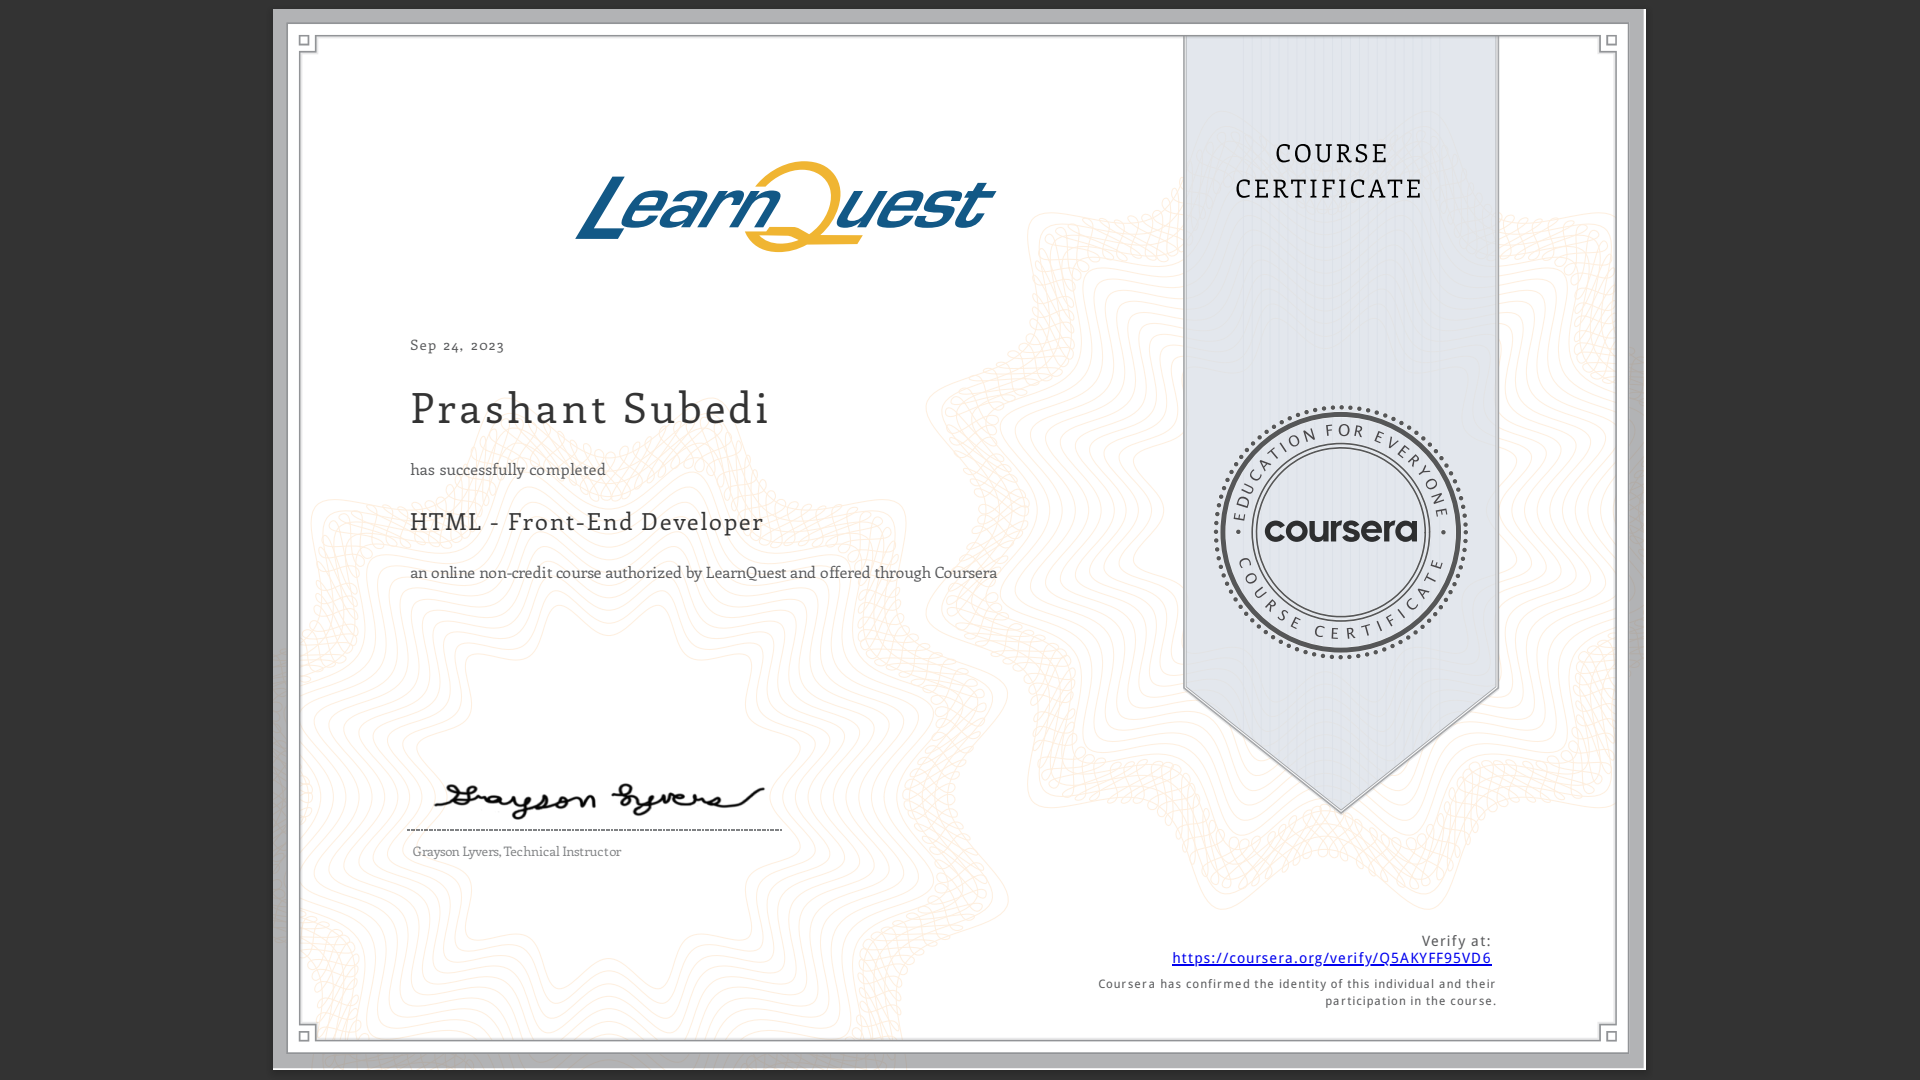 LearnQuest
COURSE
CERTIFICATE
Sep 24, 2023
Prashant Subedi
has successfully completed
HTML - Front-End Developer
an online non-credit course authorized by LearnQuest and offered through Coursera
EDUCATION FOR EVERYONE
coursera
COURSE CERTIFICATE
Grayson Lyvers
Grayson Lyvers, Technical Instructor
Verify at:
https://coursera.org/verify/Q5AKYFF95VD6
Coursera has confirmed the identity of this individual and their
participation in the course.